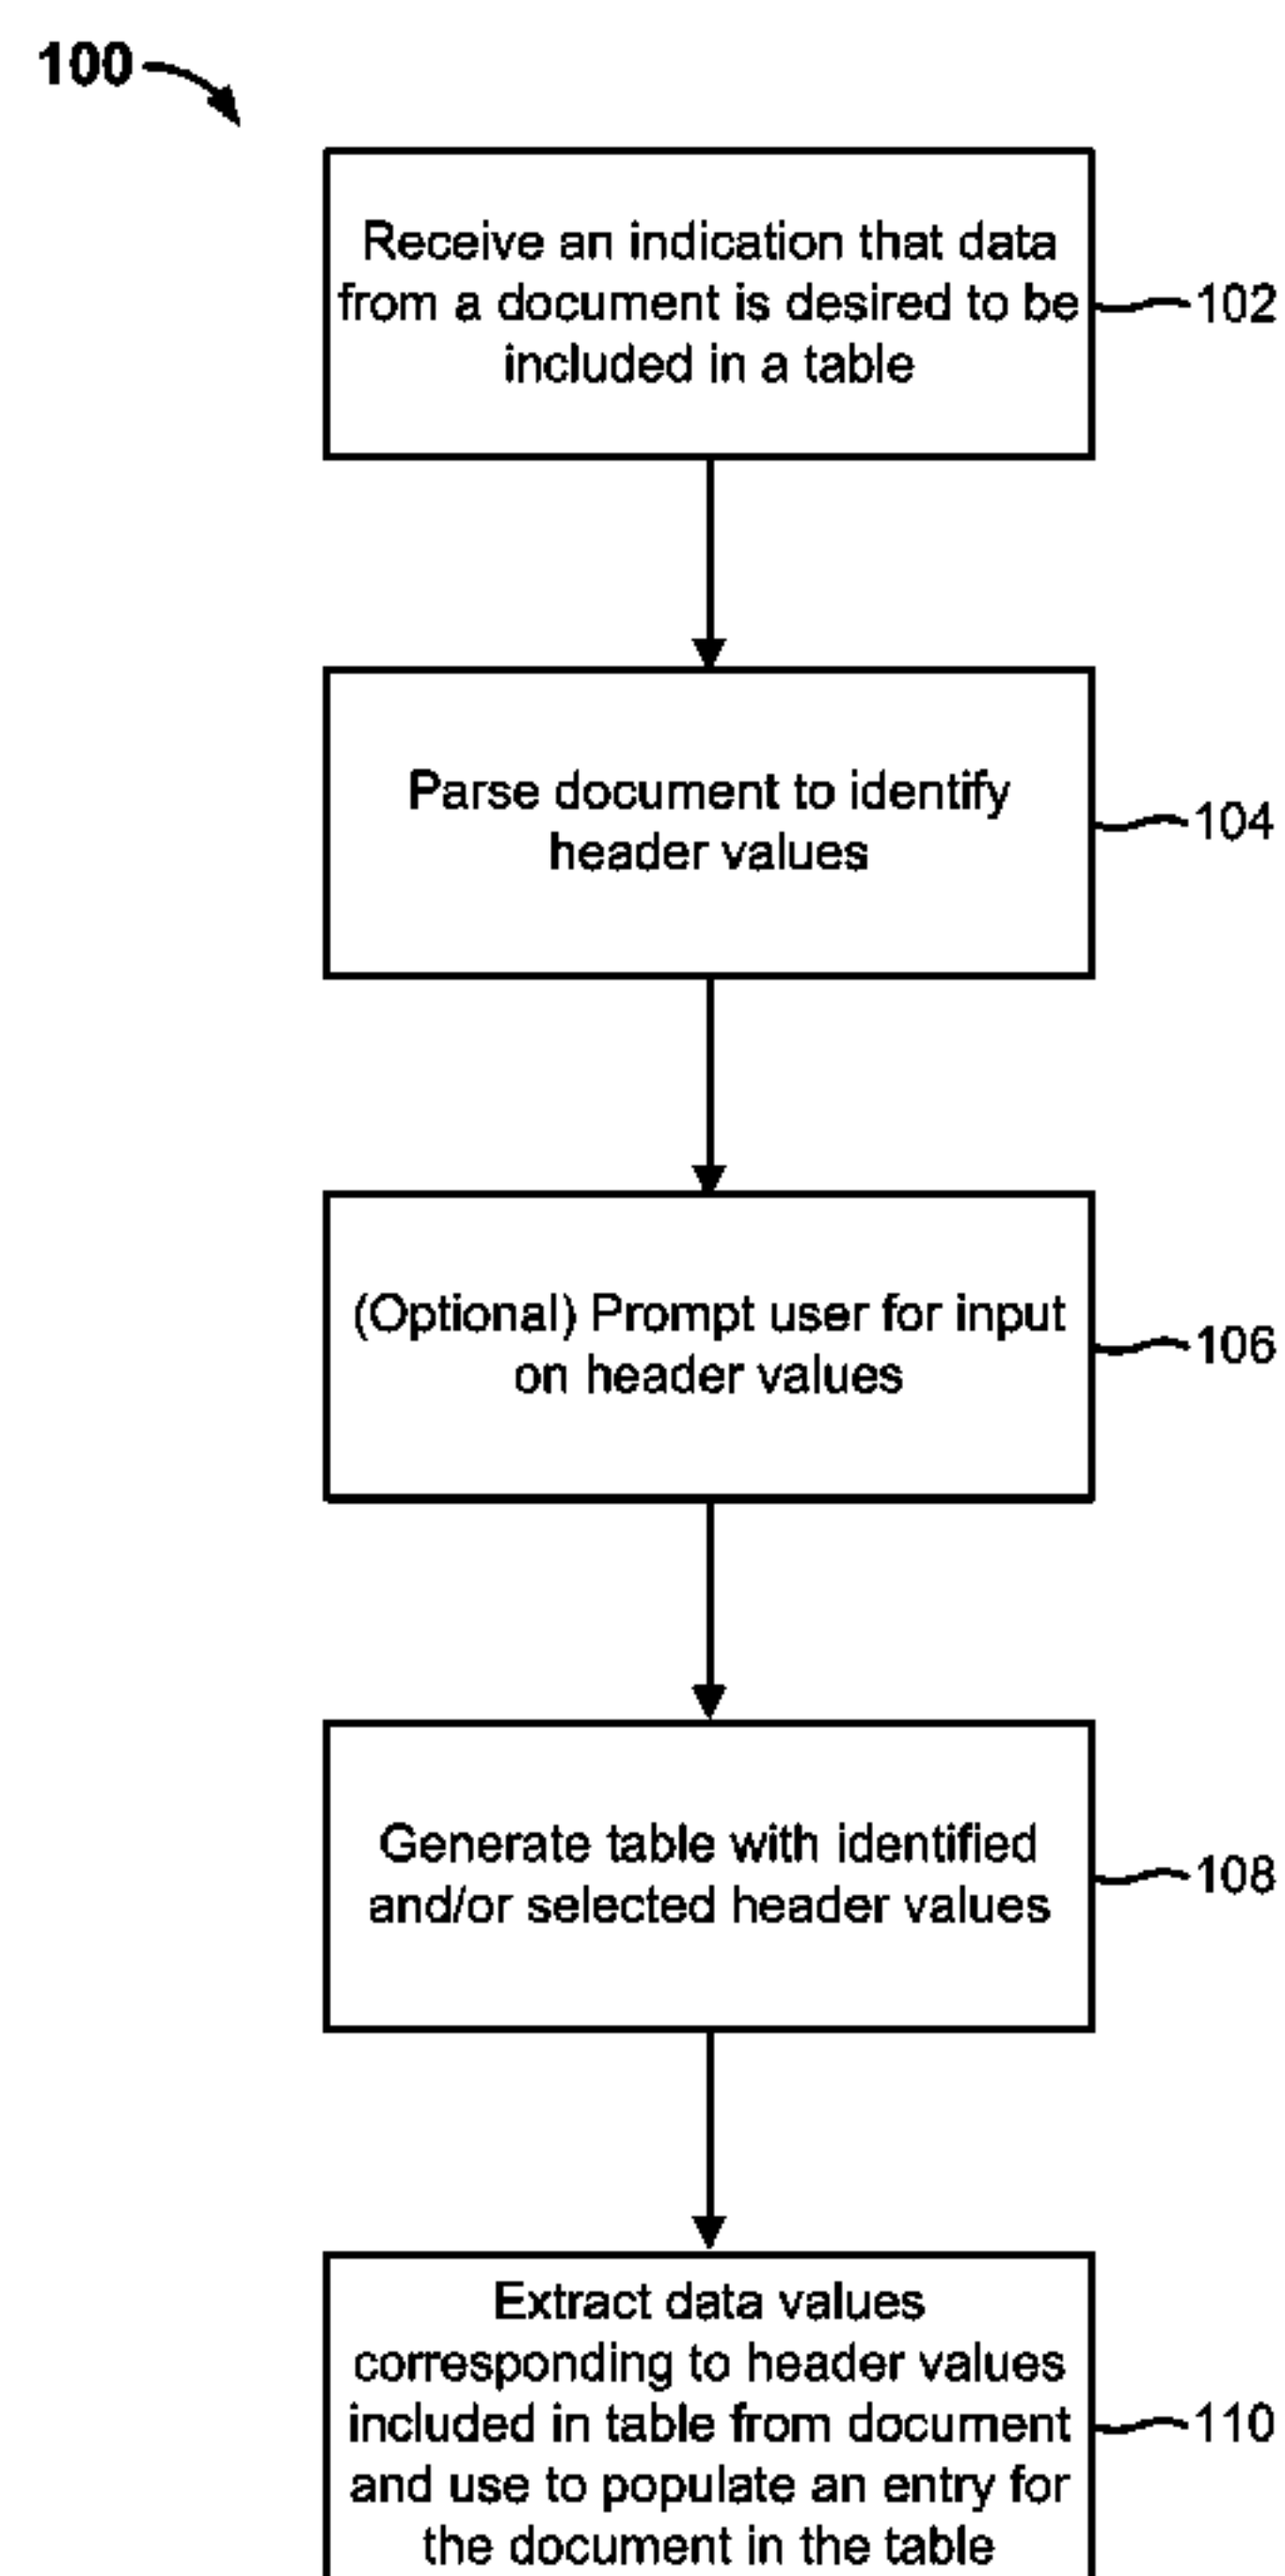 100
Receive an indication that data
from a document is desired to be
included in a table
102
Parse document to identify
header values
104
(Optional) Prompt user for input
on header values
106
Generate table with identified
and/or selected header values
108
Extract data values
corresponding to header values
included in table from document
and use to populate an entry for
the document in the table
110